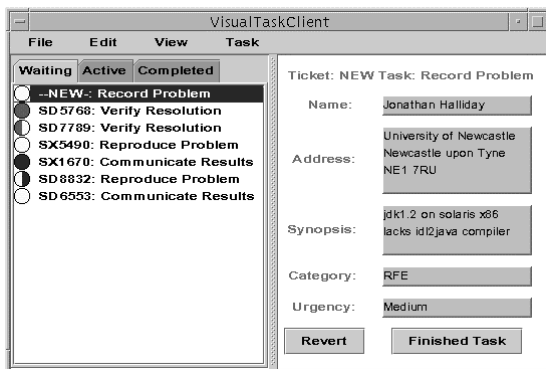 VisualTaskClient
File Edit View Task
Waiting Active Completed
--NEW-: Record Problem
SD5768: Verify Resolution
SD7789: Verify Resolution
SX5490: Reproduce Problem
SX1670: Communicate Results
SD8832: Reproduce Problem
SD6553: Communicate Results
Ticket: NEW Task: Record Problem
Name: Jonathan Halliday
Address: University of Newcastle
Newcastle upon Tyne
NE1 7RU
Synopsis: jdk1.2 on solaris x86
lacks idl2java compiler
Category: RFE
Urgency: Medium
Revert Finished Task